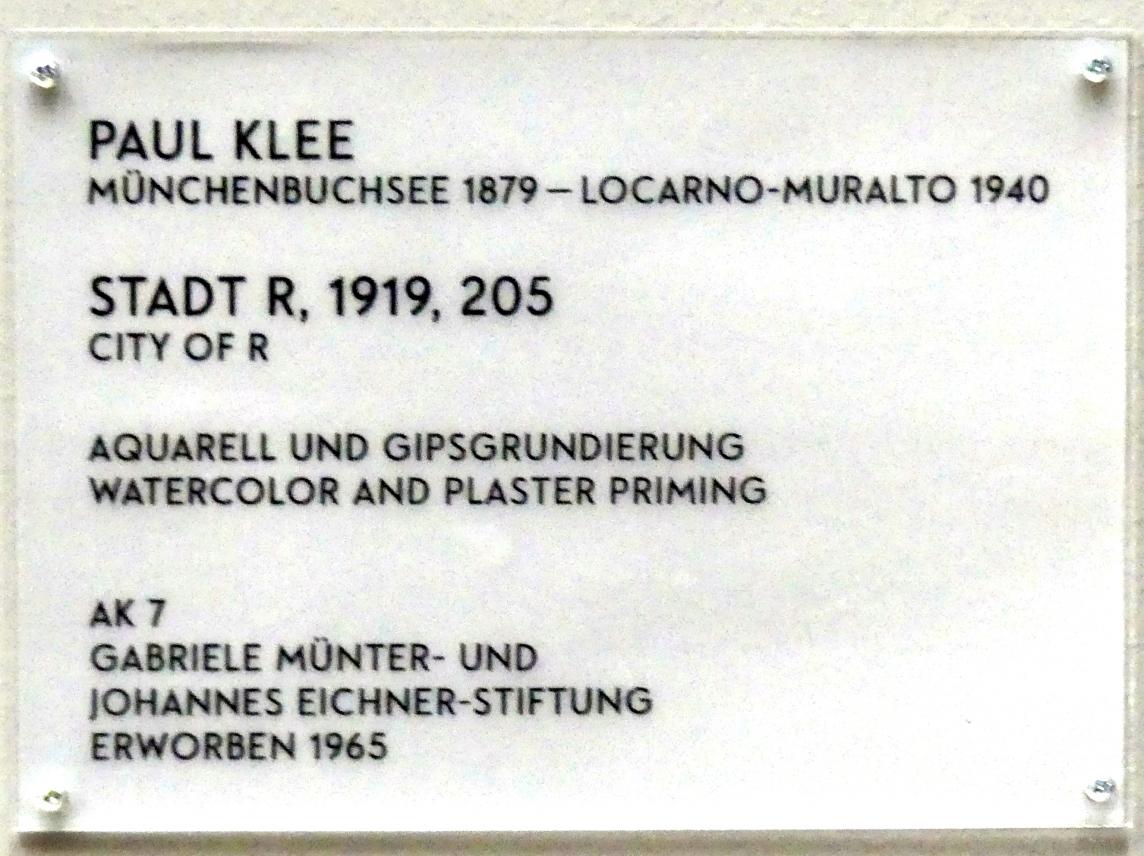 PAUL KLEE
MÜNCHENBUCHSEE 1879 – LOCARNO-MURALTO 1940
STADT R, 1919, 205
CITY OF R
AQUARELL UND GIPSGRUNDIERUNG
WATERCOLOR AND PLASTER PRIMING
AK 7
GABRIELE MÜNTER- UND
JOHANNES EICHNER-STIFTUNG
ERWORBEN 1965